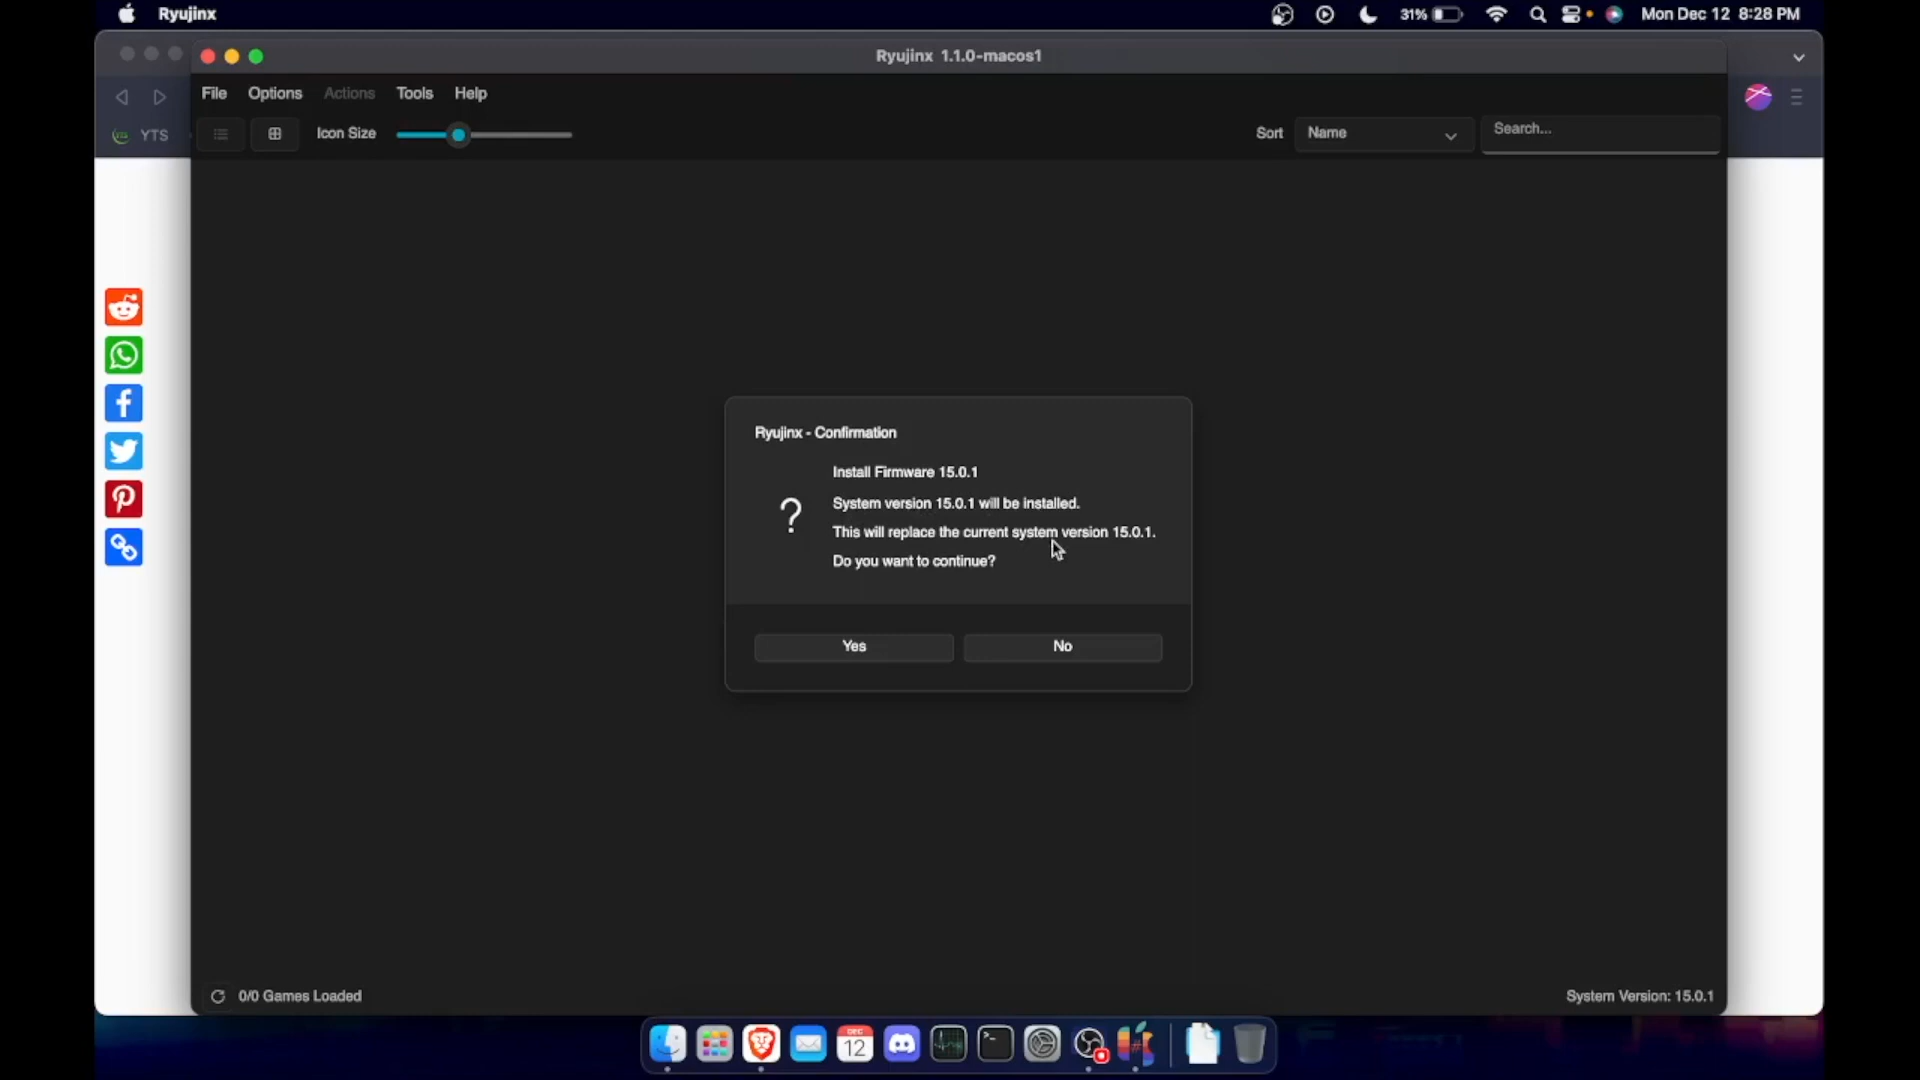 Ryujinx
31%
Mon Dec 12 8:28 PM
Ryujinx 1.1.0-macos1
File Options Actions Tools Help
YTS
Icon Size
Sort Name Search...
Ryujinx - Confirmation
Install Firmware 15.0.1
System version 15.0.1 will be installed.
?
This will replace the current system version 15.0.1.
Do you want to continue?
Yes No
0/0 Games Loaded
System Version: 15.0.1
DEC
12